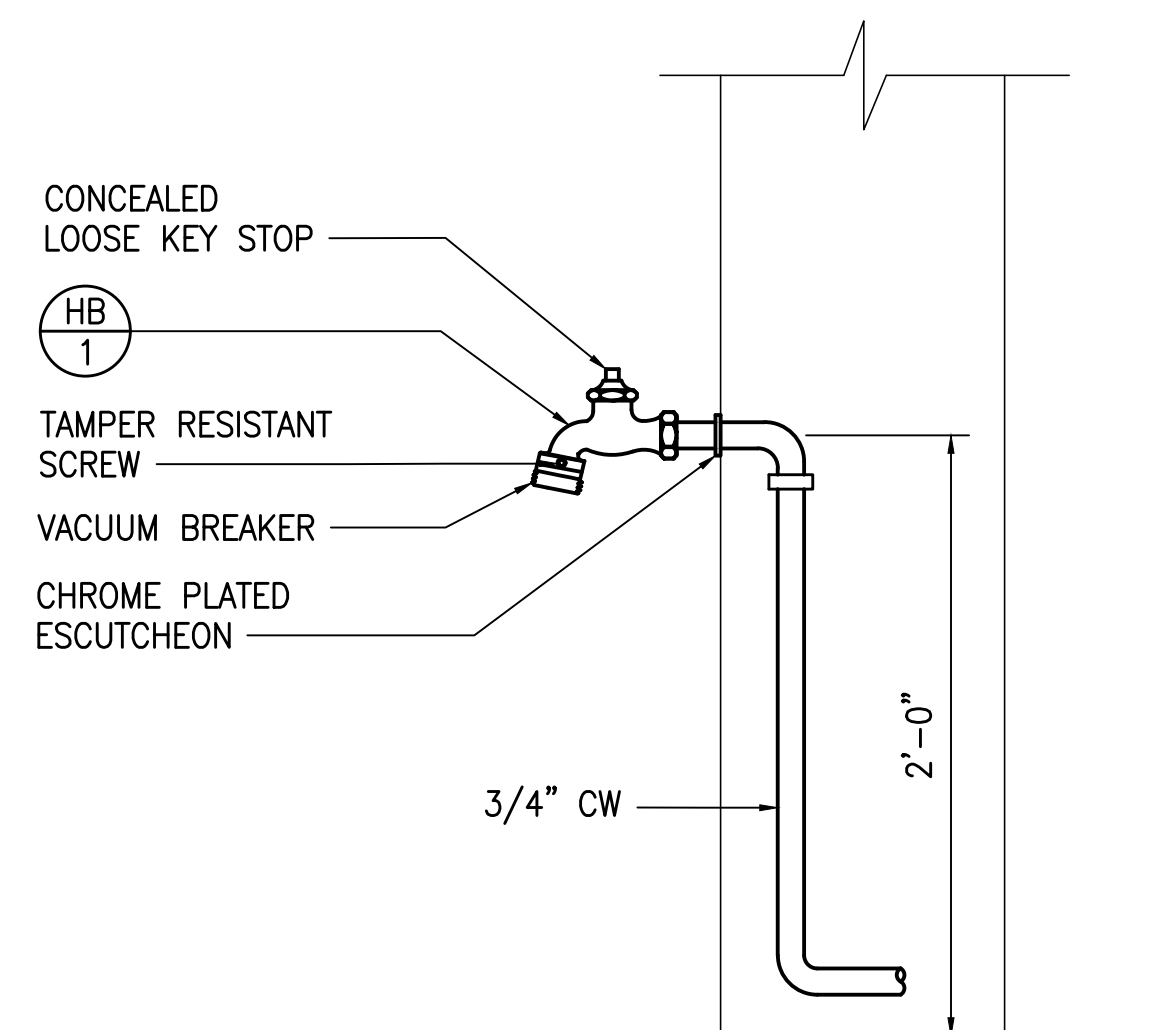 CONCEALED
LOOSE KEY STOP
HB
1
TAMPER RESISTANT
SCREW
VACUUM BREAKER
CHROME PLATED
ESCUTCHEON
2'-0"
3/4" CW